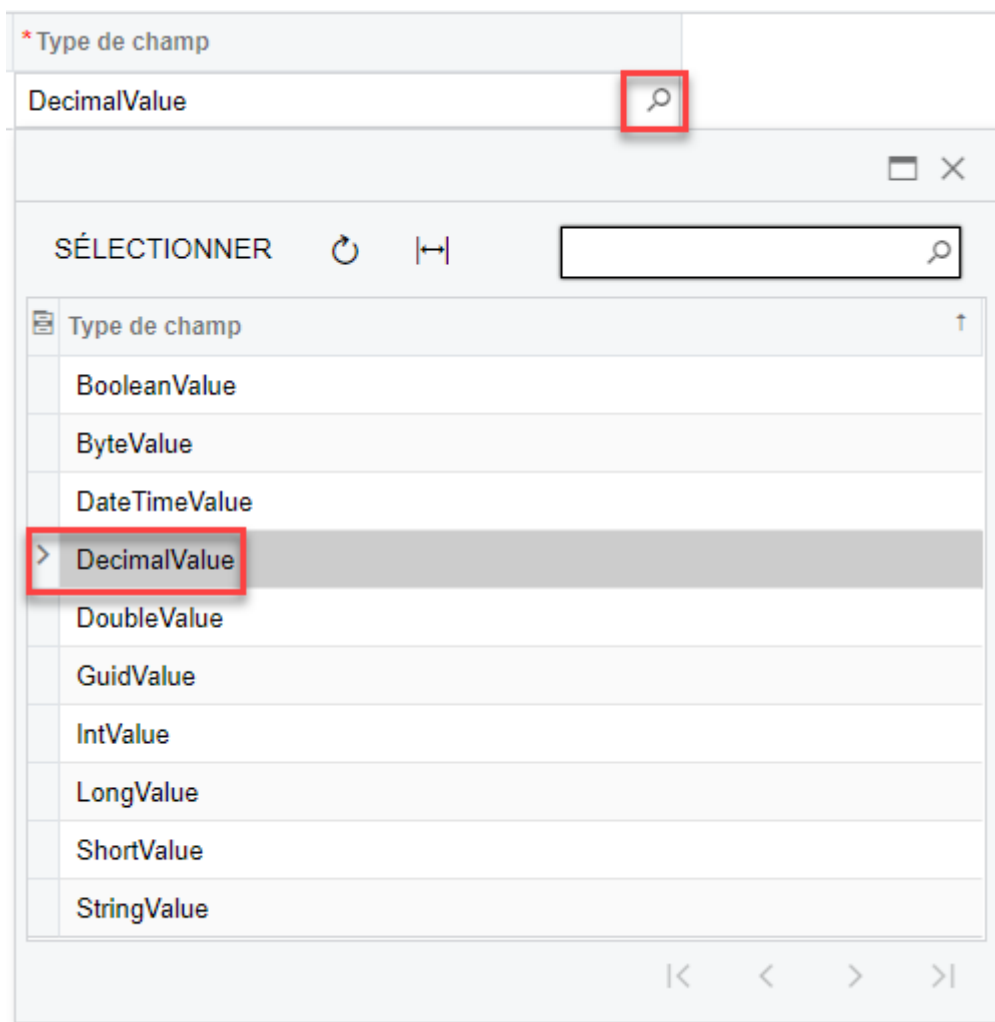 * Type de champ
DecimalValue
SÉLECTIONNER
Type de champ
BooleanValue
ByteValue
DateTimeValue
DecimalValue
DoubleValue
GuidValue
IntValue
LongValue
ShortValue
StringValue